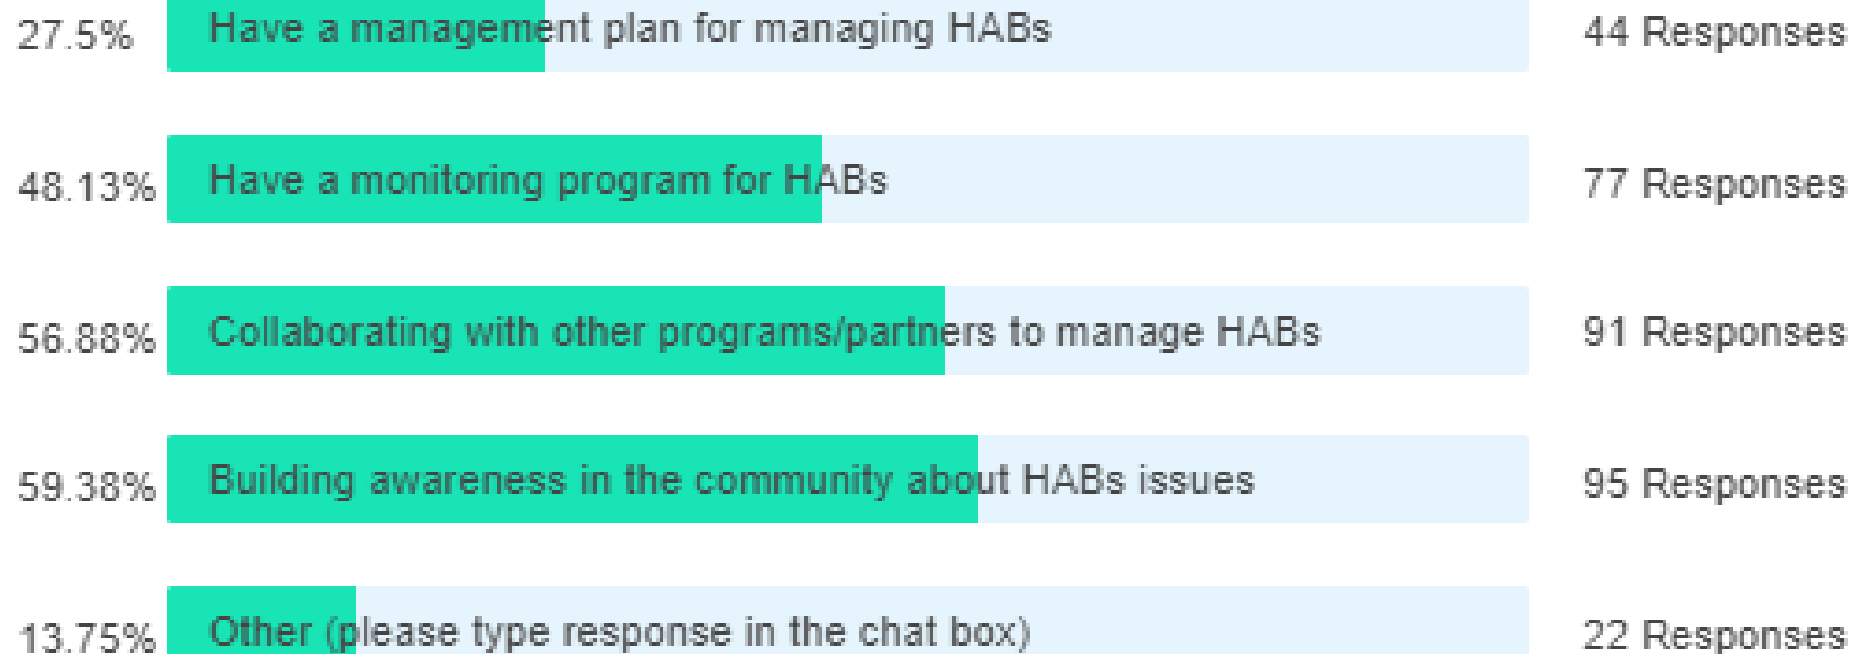 27.5% Have a management plan for managing HABs 44 Responses
48.13% Have a monitoring program for HABs 77 Responses
56.88% Collaborating with other programs/partners to manage HABs 91 Responses
59.38% Building awareness in the community about HABs issues 95 Responses
13.75% Other (please type response in the chat box) 22 Responses